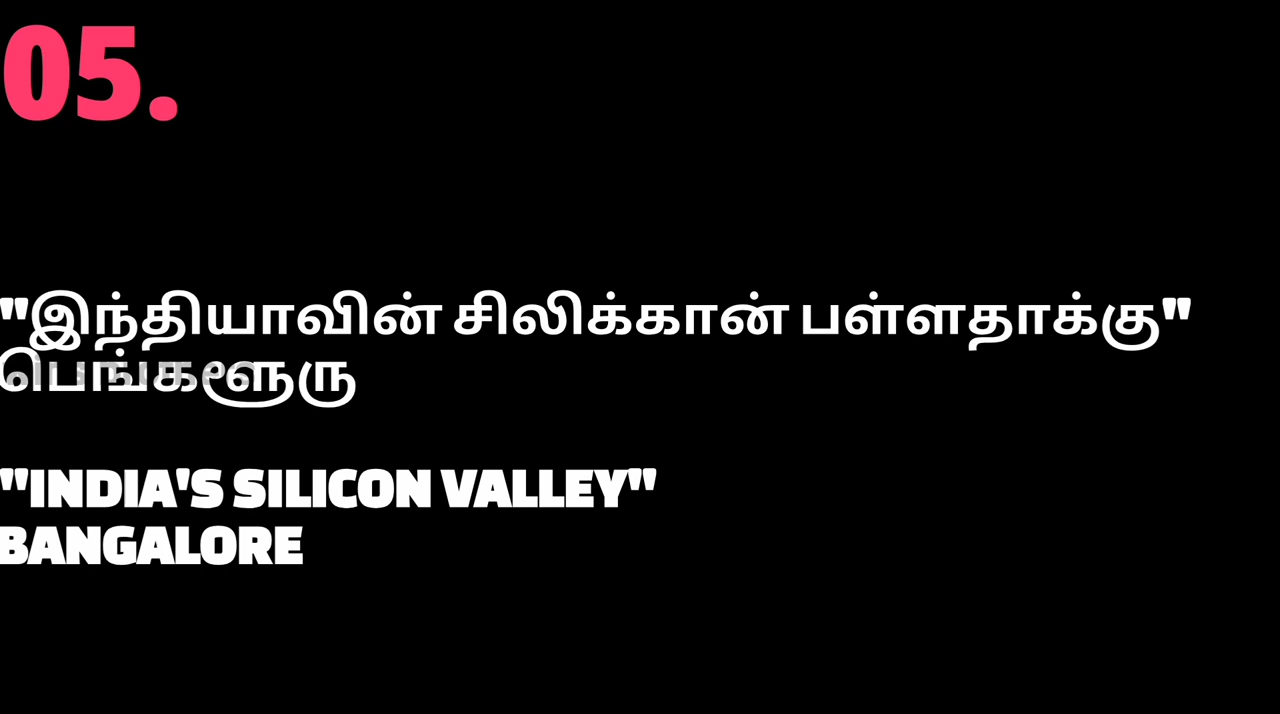 05.
"இந்தியாவின் சிலிக்கான் பள்ளதாக்கு"
பெங்களூரு
"INDIA'S SILICON VALLEY"
BANGALORE